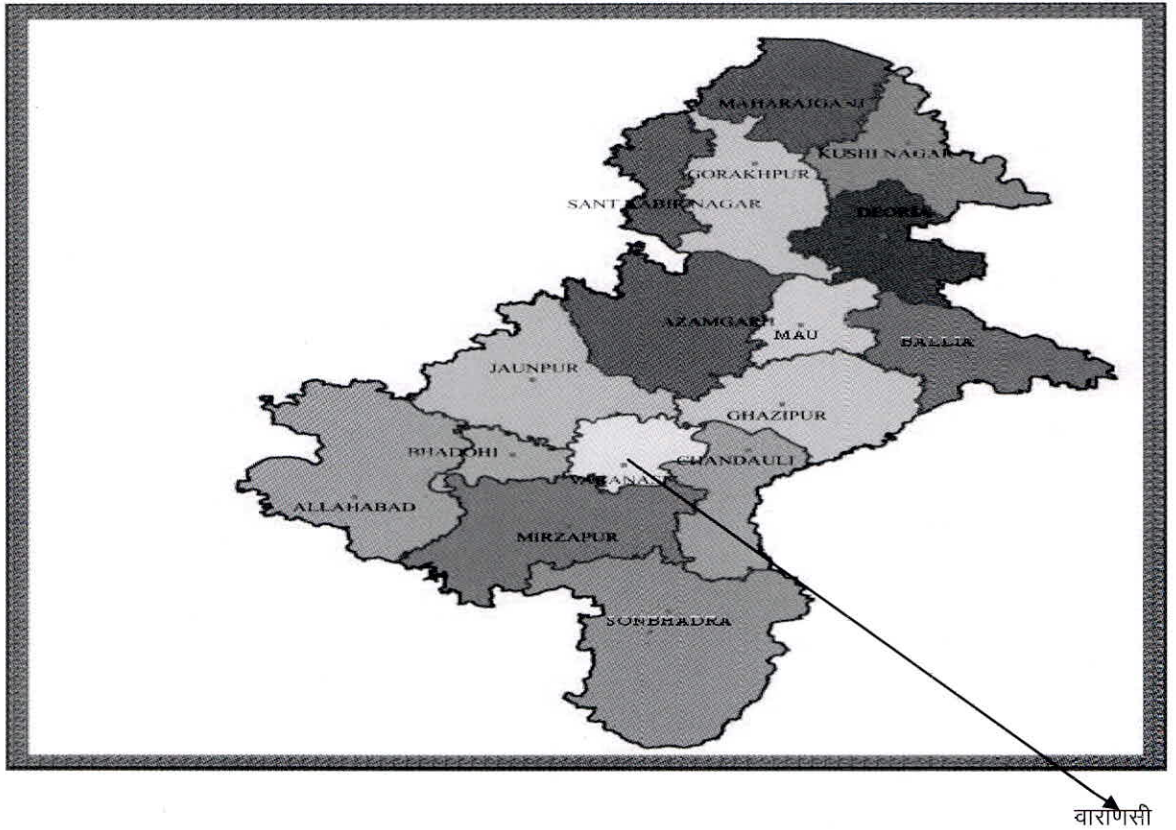 MAHARAJGANJ
KUSHI NAGAR
GORAKHPUR
SANT KABIR NAGAR
DEORIA
AZAMGARH
MAU
BALLIA
JAUNPUR
GHAZIPUR
BHADOHI
CHANDAULI
VARANASI
ALLAHABAD
MIRZAPUR
SONBHADRA
वाराणसी